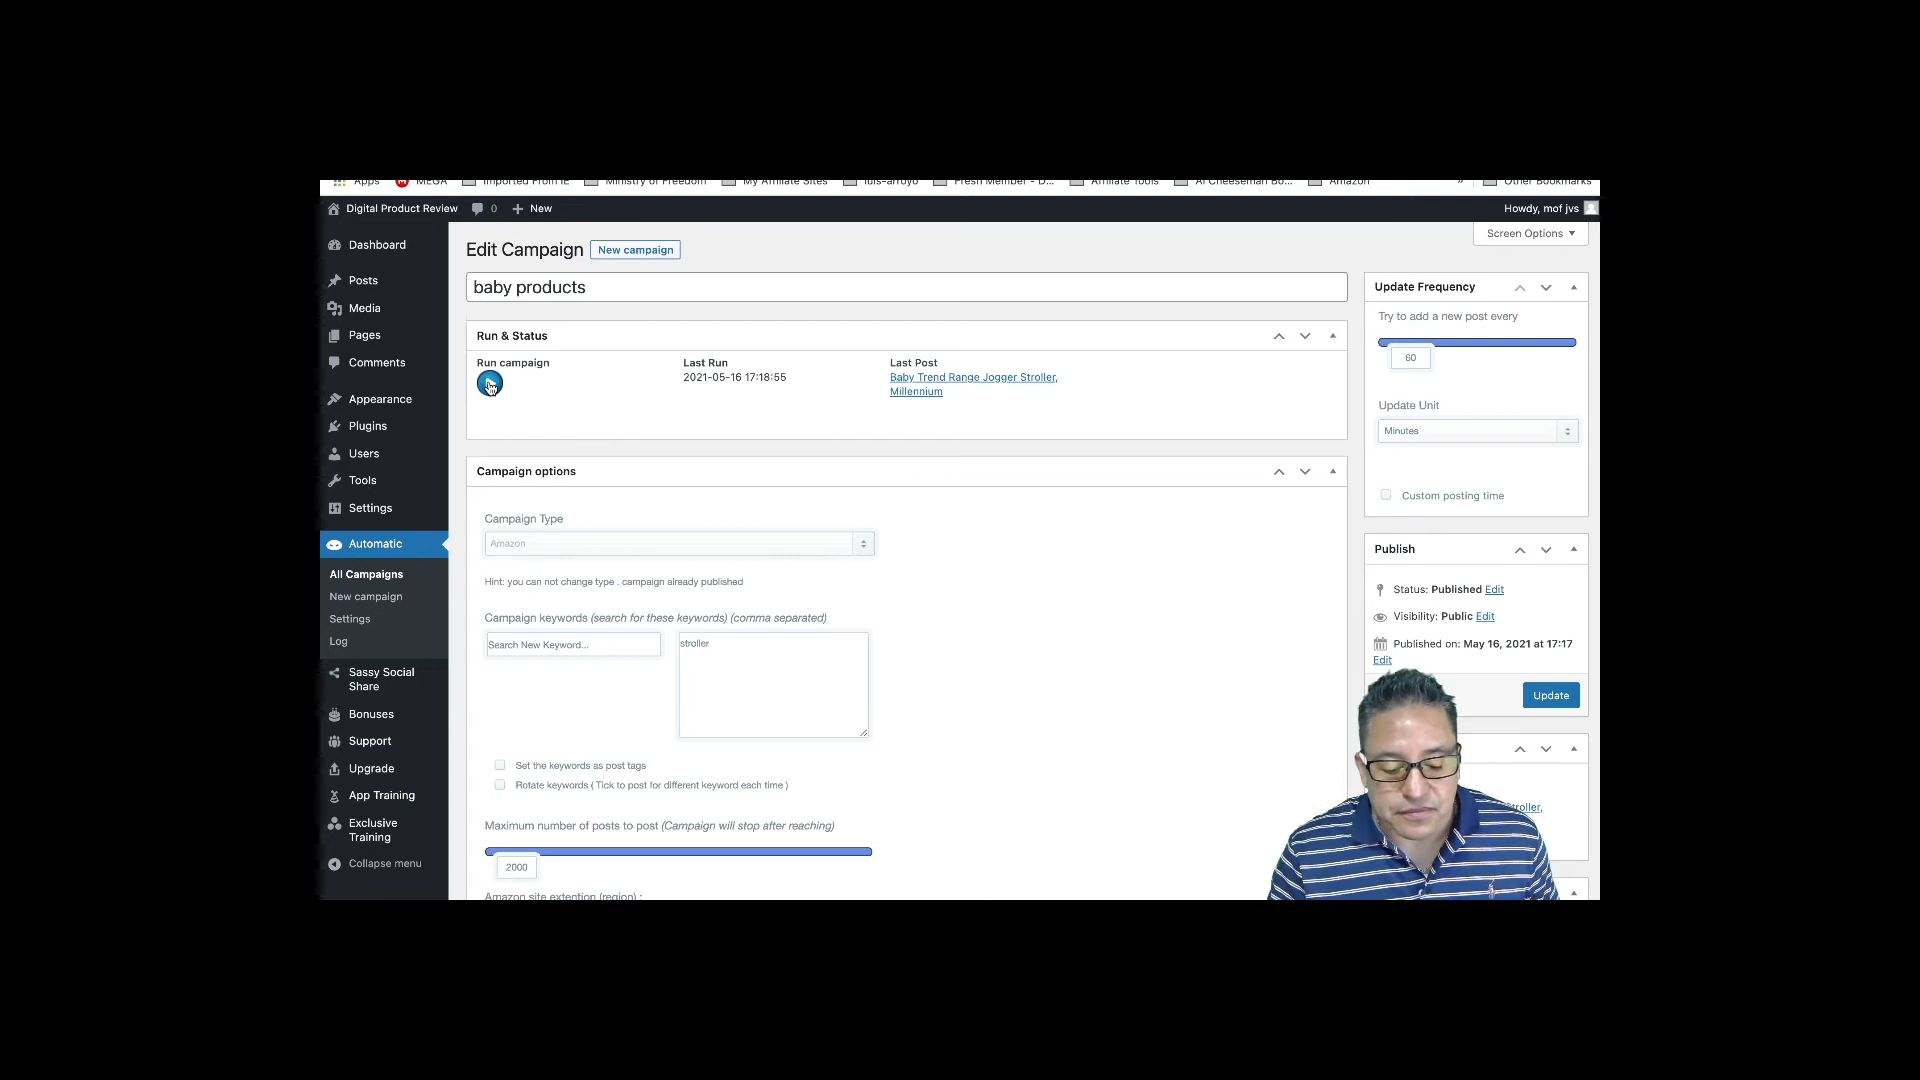 Apps MEGA Imported From IE Ministry of Freedom My Affiliate Sites luis-arroyo Fresh Member - D... Affiliate Tools Al Cheeseman Bo... Amazon » Other Bookmarks
Digital Product Review 0 + New Howdy, mof jvs
Screen Options
Dashboard
Posts
Media
Pages
Comments
Appearance
Plugins
Users
Tools
Settings
Automatic
All Campaigns
New campaign
Settings
Log
Sassy Social
Share
Bonuses
Support
Upgrade
App Training
Exclusive
Training
Collapse menu
Edit Campaign New campaign
baby products
Run & Status
Run campaign Last Run Last Post
2021-05-16 17:18:55 Baby Trend Range Jogger Stroller,
Millennium
Campaign options
Campaign Type
Amazon
Hint: you can not change type . campaign already published
Campaign keywords (search for these keywords) (comma separated)
Search New Keyword... stroller
Set the keywords as post tags
Rotate keywords ( Tick to post for different keyword each time )
Maximum number of posts to post (Campaign will stop after reaching)
2000
Amazon site extention (region) :
Update Frequency
Try to add a new post every
60
Update Unit
Minutes
Custom posting time
Publish
Status: Published Edit
Visibility: Public Edit
Published on: May 16, 2021 at 17:17
Edit
Update
Stroller,